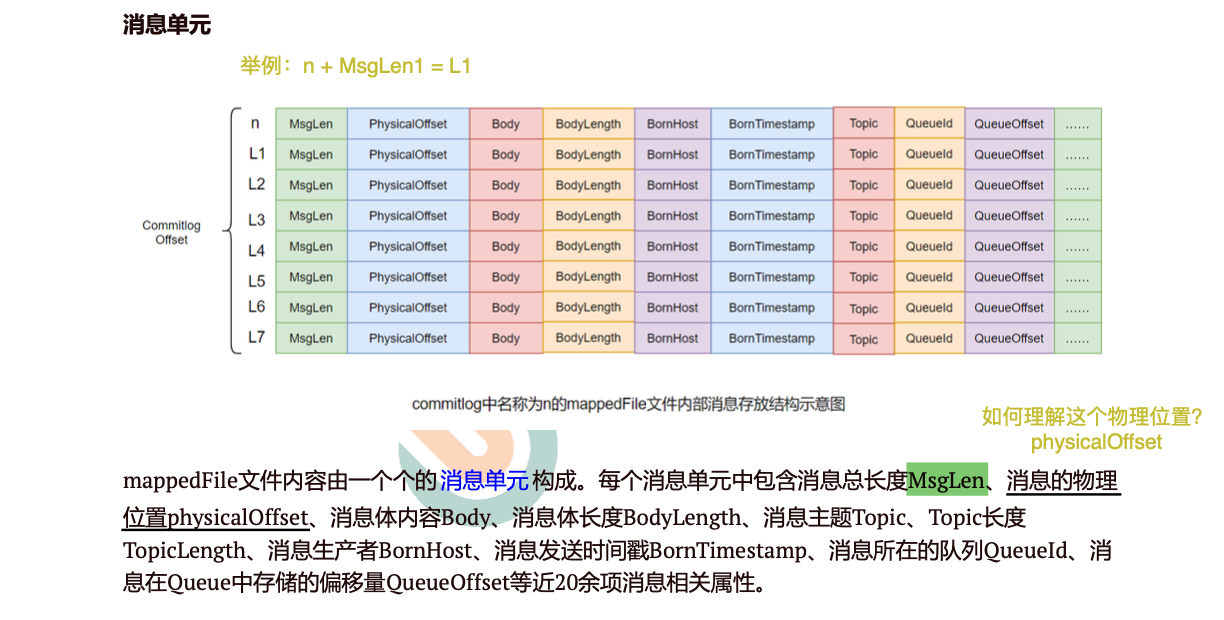 消息单元
举例：n + MsgLen1 = L1
n MsgLen PhysicalOffset Body BodyLength BornHost BornTimestamp Topic QueueId QueueOffset ......
L1 MsgLen PhysicalOffset Body BodyLength BornHost BornTimestamp Topic QueueId QueueOffset ......
L2 MsgLen PhysicalOffset Body BodyLength BornHost BornTimestamp Topic QueueId QueueOffset ......
L3 MsgLen PhysicalOffset Body BodyLength BornHost BornTimestamp Topic QueueId QueueOffset ......
L4 MsgLen PhysicalOffset Body BodyLength BornHost BornTimestamp Topic QueueId QueueOffset ......
L5 MsgLen PhysicalOffset Body BodyLength BornHost BornTimestamp Topic QueueId QueueOffset ......
L6 MsgLen PhysicalOffset Body BodyLength BornHost BornTimestamp Topic QueueId QueueOffset ......
L7 MsgLen PhysicalOffset Body BodyLength BornHost BornTimestamp Topic QueueId QueueOffset ......
Commitlog
Offset
commitlog中名称为n的mappedFile文件内部消息存放结构示意图
如何理解这个物理位置？
physicalOffset
mappedFile文件内容由一个个的消息单元构成。每个消息单元中包含消息总长度MsgLen、消息的物理
位置physicalOffset、消息体内容Body、消息体长度BodyLength、消息主题Topic、Topic长度
TopicLength、消息生产者BornHost、消息发送时间戳BornTimestamp、消息所在的队列QueueId、消
息在Queue中存储的偏移量QueueOffset等近20余项消息相关属性。